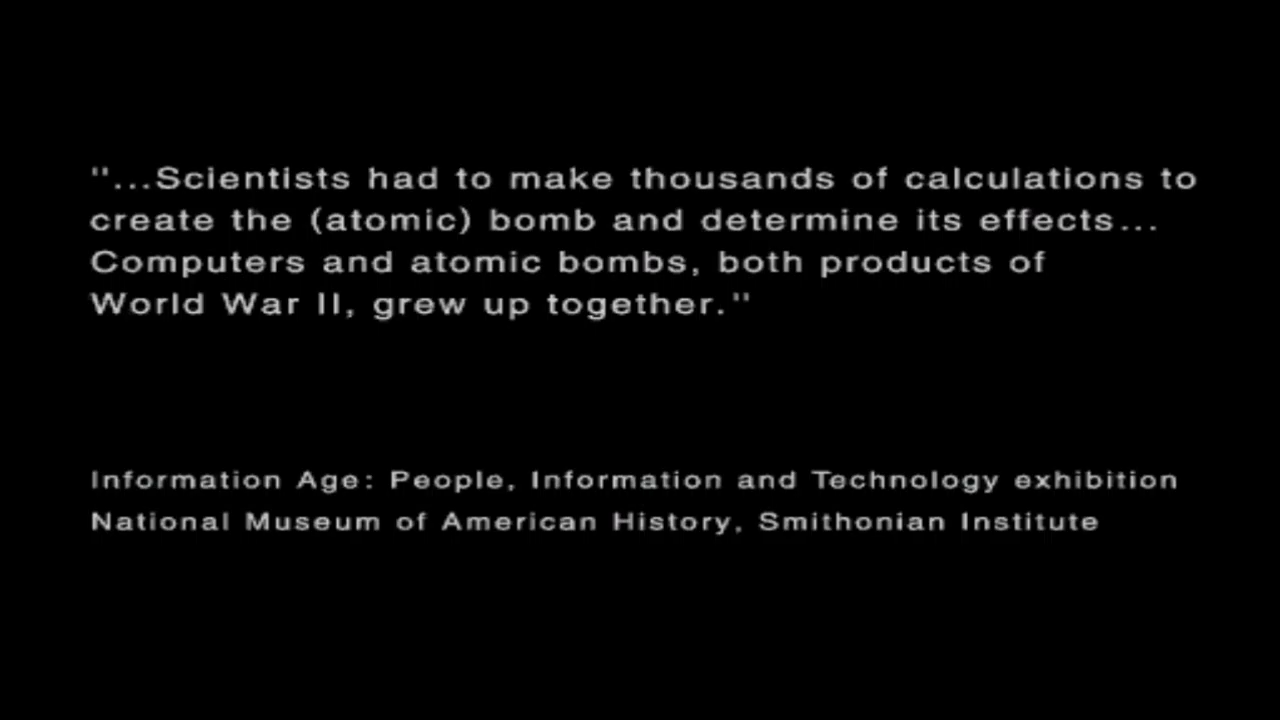 "...Scientists had to make thousands of calculations to
create the (atomic) bomb and determine its effects...
Computers and atomic bombs, both products of
World War II, grew up together."
Information Age: People, Information and Technology exhibition
National Museum of American History, Smithonian Institute